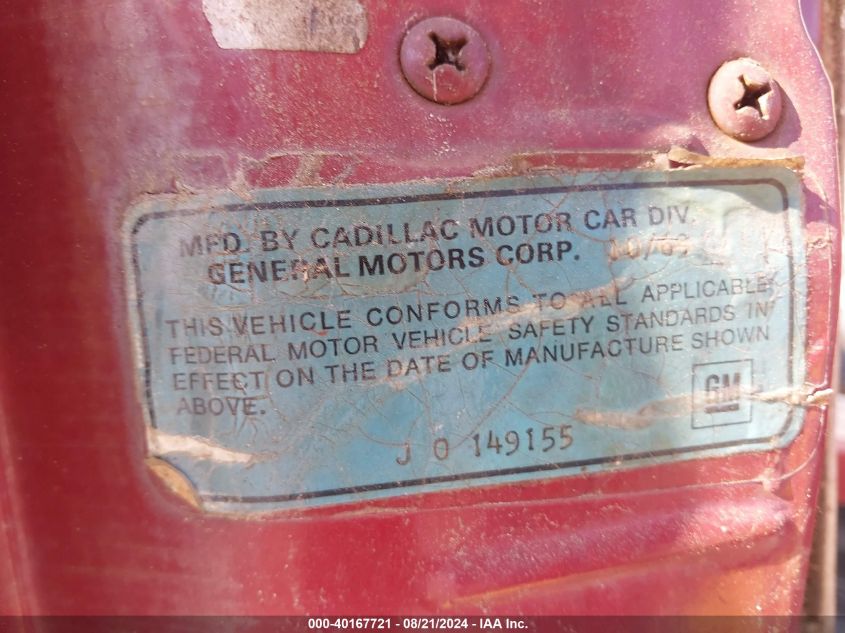 MFD. BY CADILLAC MOTOR CAR DIV.
GENERAL MOTORS CORP. 10/69
THIS VEHICLE CONFORMS TO ALL APPLICABLE
FEDERAL MOTOR VEHICLE SAFETY STANDARDS IN
EFFECT ON THE DATE OF MANUFACTURE SHOWN
ABOVE.
GM
J 0 149155
000-40167721 - 08/21/2024 - IAA Inc.